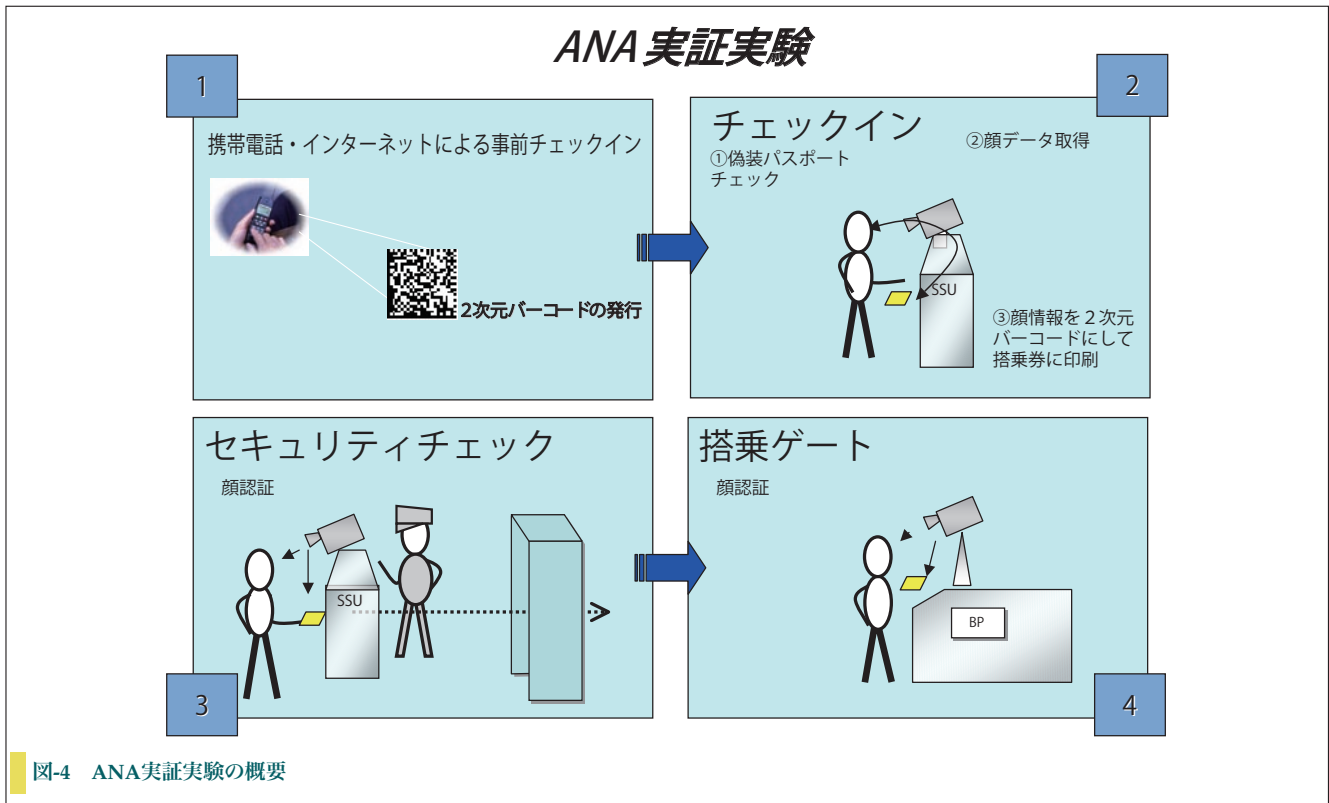 ANA実証実験
1
携帯電話・インターネットによる事前チェックイン
2次元バーコードの発行
2
チェックイン
①偽装パスポート
チェック
②顔データ取得
SSU
③顔情報を2次元
バーコードにして
搭乗券に印刷
セキュリティチェック
顔認証
SSU
3
搭乗ゲート
顔認証
BP
4
図-4 ANA実証実験の概要